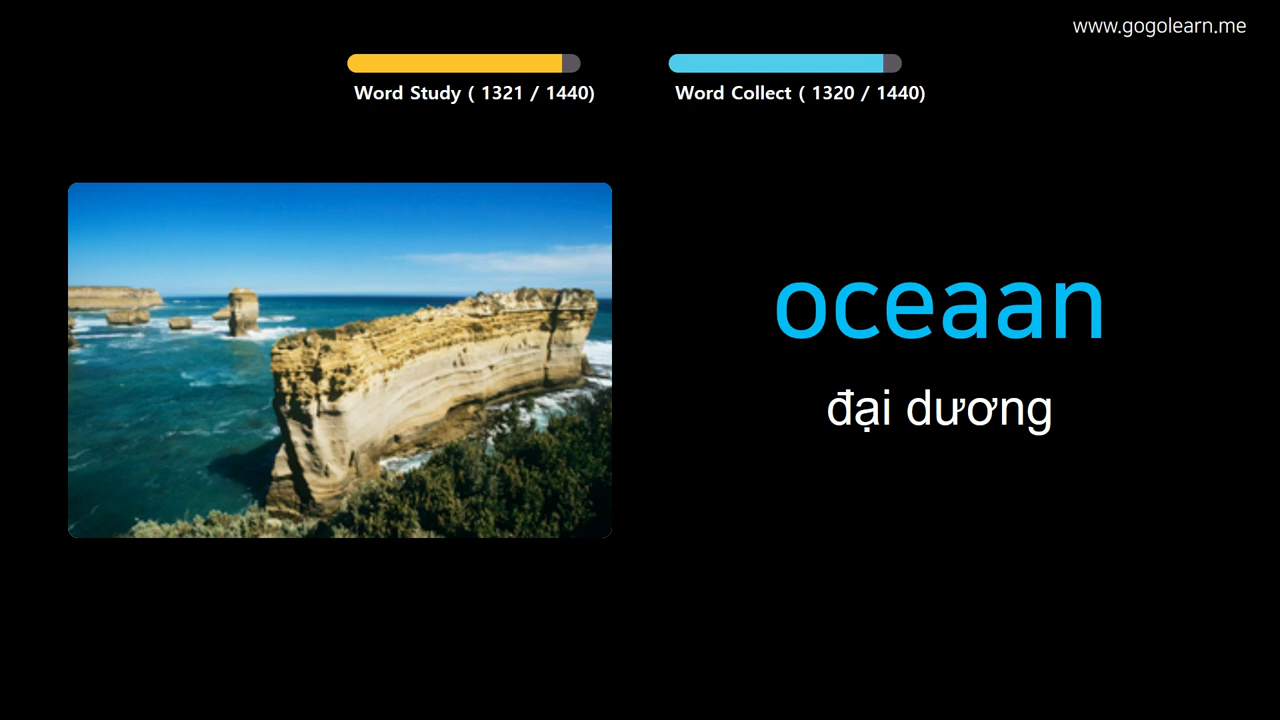 www.gogolearn.me
Word Study ( 1321 / 1440)
Word Collect ( 1320 / 1440)
oceaan
đại dương